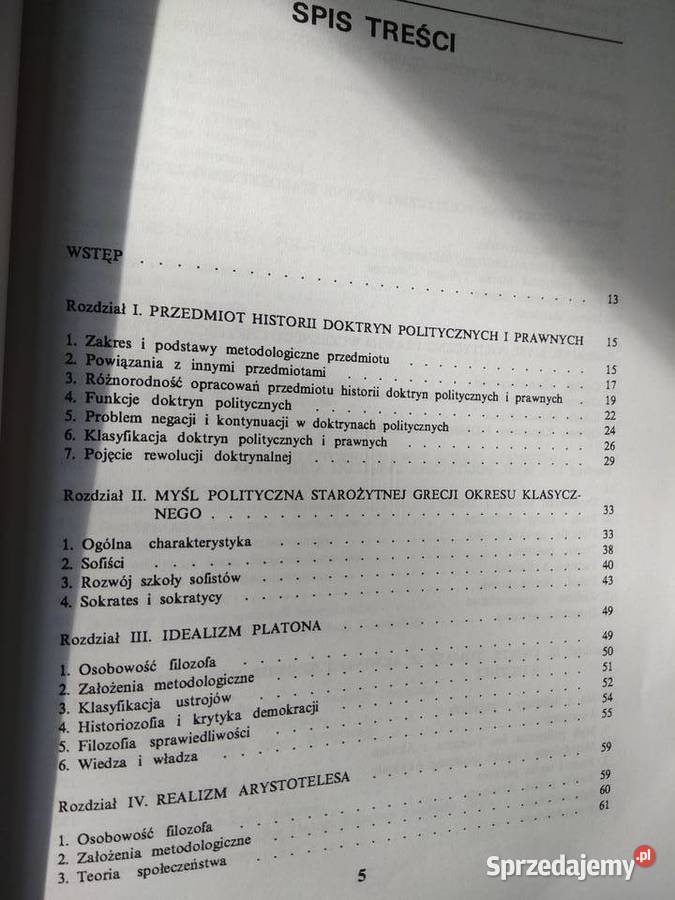 SPIS TREŚCI
WSTĘP . . . . . . . . . . . . . . . . . . . . . . . . 13
Rozdział I. PRZEDMIOT HISTORII DOKTRYN POLITYCZNYCH I PRAWNYCH 15
1. Zakres i podstawy metodologiczne przedmiotu . . . . . . . . . . 15
2. Powiązania z innymi przedmiotami . . . . . . . . . . . . . 17
3. Różnorodność opracowań przedmiotu historii doktryn politycznych i prawnych . 19
4. Funkcje doktryn politycznych . . . . . . . . . . . . . . 22
5. Problem negacji i kontynuacji w doktrynach politycznych . . . . . . . 24
6. Klasyfikacja doktryn politycznych i prawnych . . . . . . . . . 26
7. Pojęcie rewolucji doktrynalnej . . . . . . . . . . . . . . 29
Rozdział II. MYŚL POLITYCZNA STAROŻYTNEJ GRECJI OKRESU KLASYCZ-
NEGO . . . . . . . . . . . . . . . . . . . . . 33
1. Ogólna charakterystyka . . . . . . . . . . . . . . . . 33
2. Sofiści . . . . . . . . . . . . . . . . . . . . . . 38
3. Rozwój szkoły sofistów . . . . . . . . . . . . . . . . . 40
4. Sokrates i sokratycy . . . . . . . . . . . . . . . . . . 43
Rozdział III. IDEALIZM PLATONA . . . . . . . . . . . . . 49
1. Osobowość filozofa . . . . . . . . . . . . . . . . . . 49
2. Założenia metodologiczne . . . . . . . . . . . . . . . . 50
3. Klasyfikacja ustrojów . . . . . . . . . . . . . . . . . 51
4. Historiozofia i krytyka demokracji . . . . . . . . . . . . . 52
5. Filozofia sprawiedliwości . . . . . . . . . . . . . . . . 54
6. Wiedza i władza . . . . . . . . . . . . . . . . . . . 55
Rozdział IV. REALIZM ARYSTOTELESA . . . . . . . . . . . . 59
1. Osobowość filozofa . . . . . . . . . . . . . . . . . . 59
2. Założenia metodologiczne . . . . . . . . . . . . . . . . 60
3. Teoria społeczeństwa . . . . . . . . . . . . . . . . . 61
5
Sprzedajemy.pl